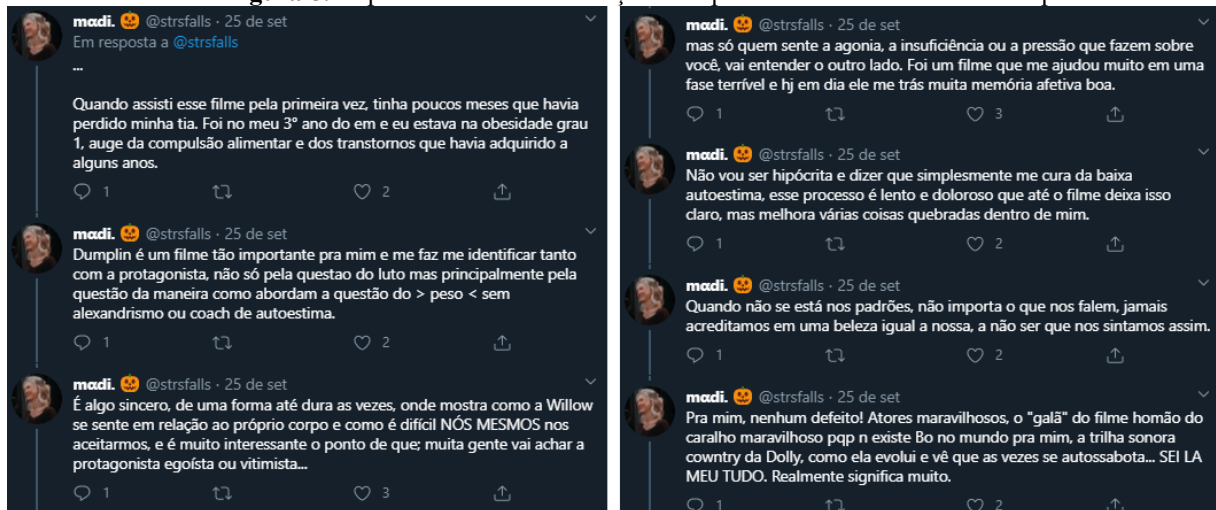 madi. 🎃 @strsfalls · 25 de set
Em resposta a @strsfalls
...
Quando assisti esse filme pela primeira vez, tinha poucos meses que havia
perdido minha tia. Foi no meu 3º ano do em e eu estava na obesidade grau
1, auge da compulsão alimentar e dos transtornos que havia adquirido a
alguns anos.
1 2
madi. 🎃 @strsfalls · 25 de set
Dumplin é um filme tão importante pra mim e me faz me identificar tanto
com a protagonista, não só pela questao do luto mas principalmente pela
questão da maneira como abordam a questão do > peso < sem
alexandrismo ou coach de autoestima.
1 2
madi. 🎃 @strsfalls · 25 de set
É algo sincero, de uma forma até dura as vezes, onde mostra como a Willow
se sente em relação ao próprio corpo e como é difícil NÓS MESMOS nos
aceitarmos, e é muito interessante o ponto de que; muita gente vai achar a
protagonista egoísta ou vitimista...
1 3
madi. 🎃 @strsfalls · 25 de set
mas só quem sente a agonia, a insuficiência ou a pressão que fazem sobre
você, vai entender o outro lado. Foi um filme que me ajudou muito em uma
fase terrível e hj em dia ele me trás muita memória afetiva boa.
1 3
madi. 🎃 @strsfalls · 25 de set
Não vou ser hipócrita e dizer que simplesmente me cura da baixa
autoestima, esse processo é lento e doloroso que até o filme deixa isso
claro, mas melhora várias coisas quebradas dentro de mim.
1 2
madi. 🎃 @strsfalls · 25 de set
Quando não se está nos padrões, não importa o que nos falem, jamais
acreditamos em uma beleza igual a nossa, a não ser que nos sintamos assim.
1 2
madi. 🎃 @strsfalls · 25 de set
Pra mim, nenhum defeito! Atores maravilhosos, o "galã" do filme homão do
caralho maravilhoso pqp n existe Bo no mundo pra mim, a trilha sonora
cowntry da Dolly, como ela evolui e vê que as vezes se autossabota... SEI LA
MEU TUDO. Realmente significa muito.
1 2